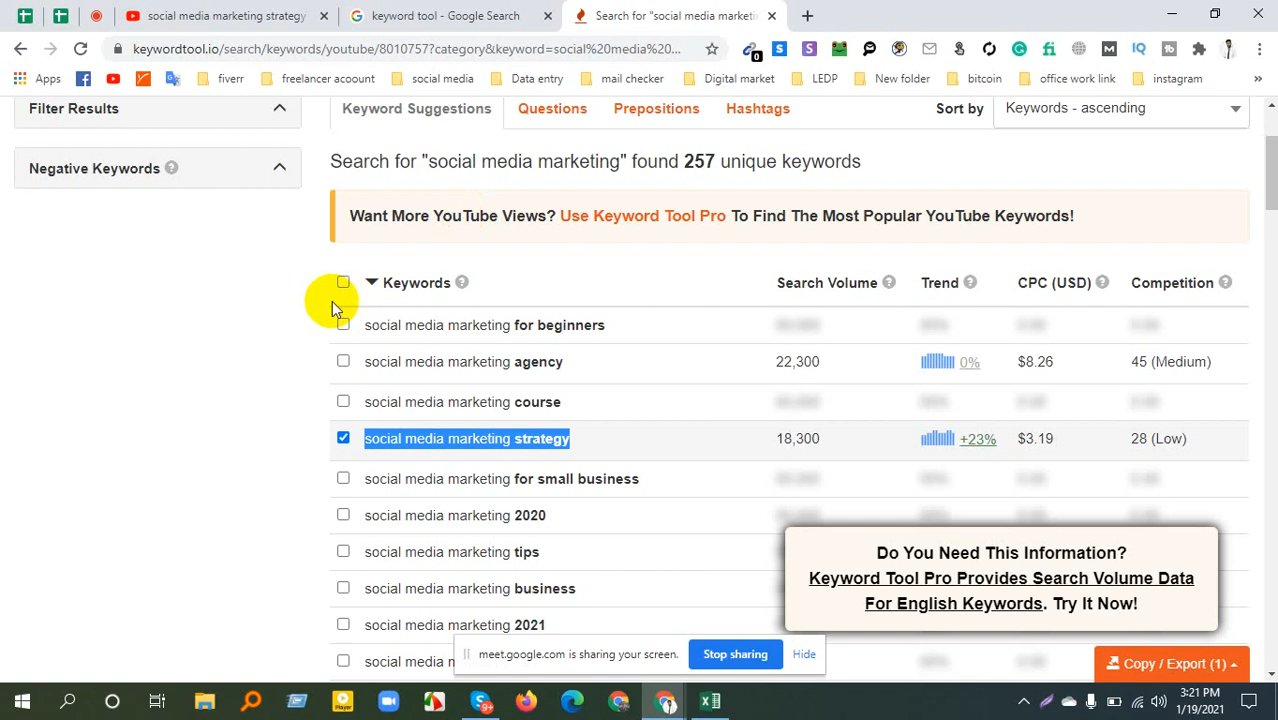 social media marketing strategy
keyword tool - Google Search
Search for "social media marketi
keywordtool.io/search/keywords/youtube/8010757?category&keyword=social%20media%20...
0
S
S
M
IQ
Apps
fiverr
freelancer acount
social media
Data entry
mail checker
Digital market
LEDP
New folder
bitcoin
office work link
instagram
»
Filter Results
Keyword Suggestions
Questions
Prepositions
Hashtags
Sort by
Keywords - ascending
Negative Keywords ?
Search for "social media marketing" found 257 unique keywords
Want More YouTube Views? Use Keyword Tool Pro To Find The Most Popular YouTube Keywords!
Keywords ? Search Volume ? Trend ? CPC (USD) ? Competition ?
social media marketing for beginners
social media marketing agency 22,300 0% $8.26 45 (Medium)
social media marketing course
social media marketing strategy 18,300 +23% $3.19 28 (Low)
social media marketing for small business
social media marketing 2020
social media marketing tips
social media marketing business
social media marketing 2021
social media m
Do You Need This Information?
Keyword Tool Pro Provides Search Volume Data
For English Keywords. Try It Now!
meet.google.com is sharing your screen.
Stop sharing
Hide
Copy / Export (1)
Player
9+
3:21 PM
1/19/2021